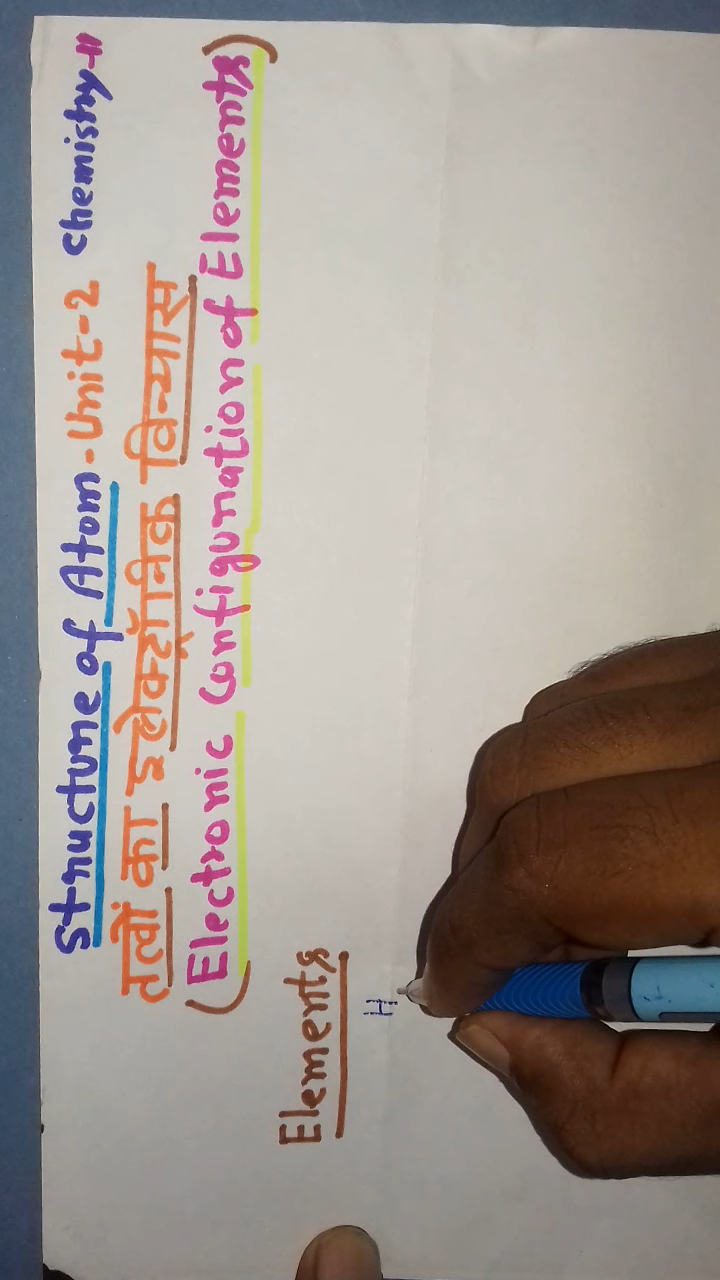 Structure of Atom - Unit-2 Chemistry-11
तत्वों का इलेक्ट्रॉनिक विन्यास
(Electronic Configuration of Elements)
Elements
H